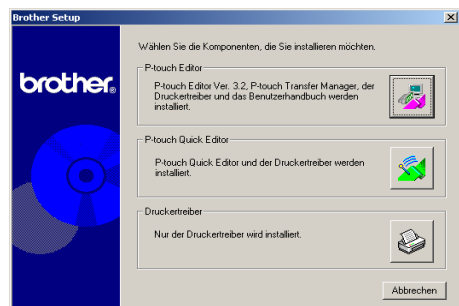 Brother Setup
Wählen Sie die Komponenten, die Sie installieren möchten.
brother®
P-touch Editor
P-touch Editor Ver. 3.2, P-touch Transfer Manager, der
Druckertreiber und das Benutzerhandbuch werden
installiert.
P-touch Quick Editor
P-touch Quick Editor und der Druckertreiber werden
installiert.
Druckertreiber
Nur der Druckertreiber wird installiert.
Abbrechen